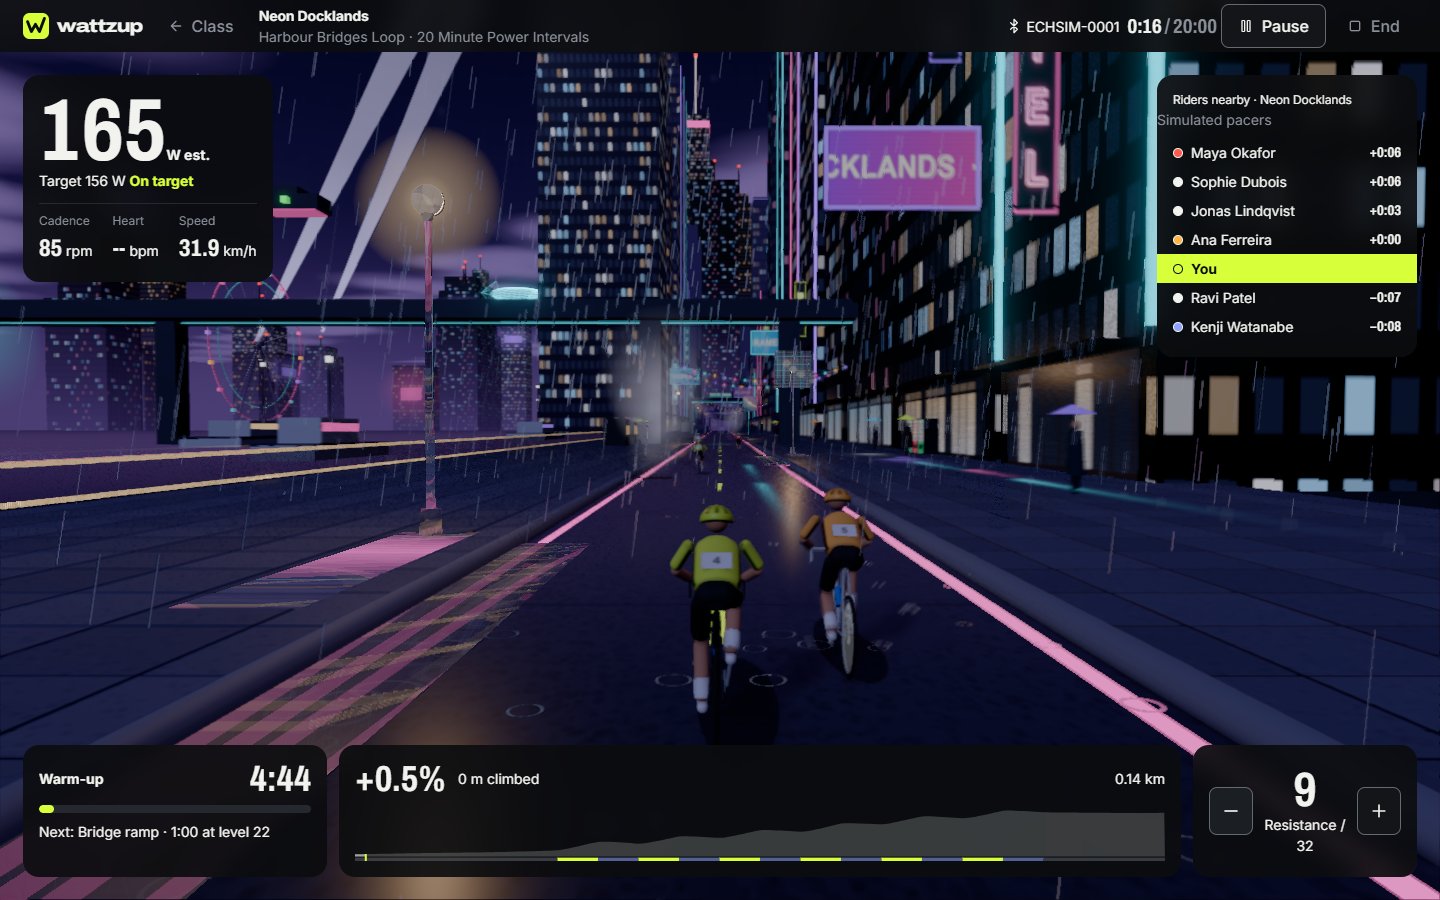 wattzup
Class
Neon Docklands
Harbour Bridges Loop · 20 Minute Power Intervals
ECHSIM-0001 0:16 / 20:00
Pause
End
165 W est.
Target 156 W On target
Cadence Heart Speed
85 rpm -- bpm 31.9 km/h
CKLANDS
E
L
Riders nearby · Neon Docklands
Simulated pacers
Maya Okafor +0:06
Sophie Dubois +0:06
Jonas Lindqvist +0:03
Ana Ferreira +0:00
You
Ravi Patel −0:07
Kenji Watanabe −0:08
4
5
Warm-up 4:44
Next: Bridge ramp · 1:00 at level 22
+0.5% 0 m climbed 0.14 km
9
Resistance /
32